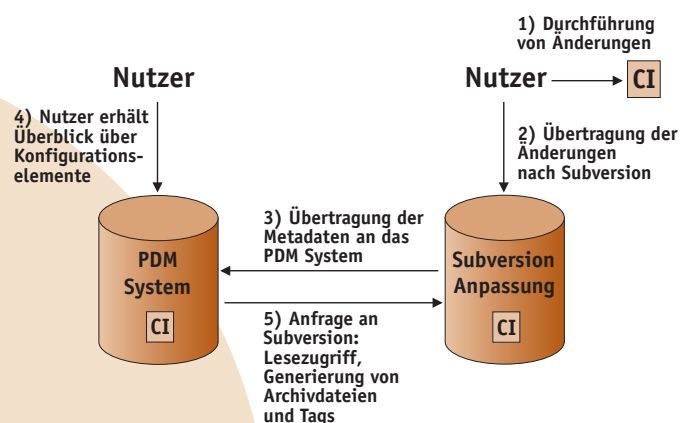 1) Durchführung
von Änderungen
Nutzer
Nutzer
CI
4) Nutzer erhält
Überblick über
Konfigurations-
elemente
2) Übertragung der
Änderungen
nach Subversion
3) Übertragung der
Metadaten an das
PDM System
PDM
System
CI
Subversion
Anpassung
CI
5) Anfrage an
Subversion:
Lesezugriff,
Generierung von
Archivdateien
und Tags